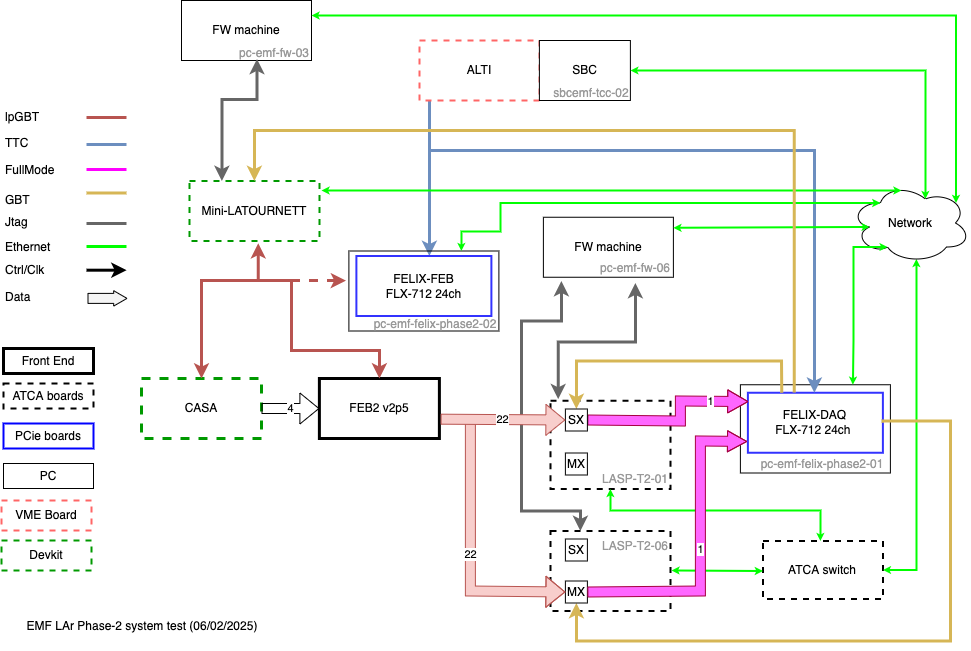 FW machine
pc-emf-fw-03
ALTI
SBC
sbcemf-tcc-02
lpGBT
TTC
FullMode
GBT
Jtag
Ethernet
Ctrl/Clk
Data
Mini-LATOURNETT
Network
FW machine
pc-emf-fw-06
FELIX-FEB
FLX-712 24ch
pc-emf-felix-phase2-02
Front End
ATCA boards
PCie boards
PC
VME Board
Devkit
CASA
4
FEB2 v2p5
22
SX
MX
LASP-T2-01
1
FELIX-DAQ
FLX-712 24ch
pc-emf-felix-phase2-01
22
SX
LASP-T2-06
MX
1
ATCA switch
EMF LAr Phase-2 system test (06/02/2025)